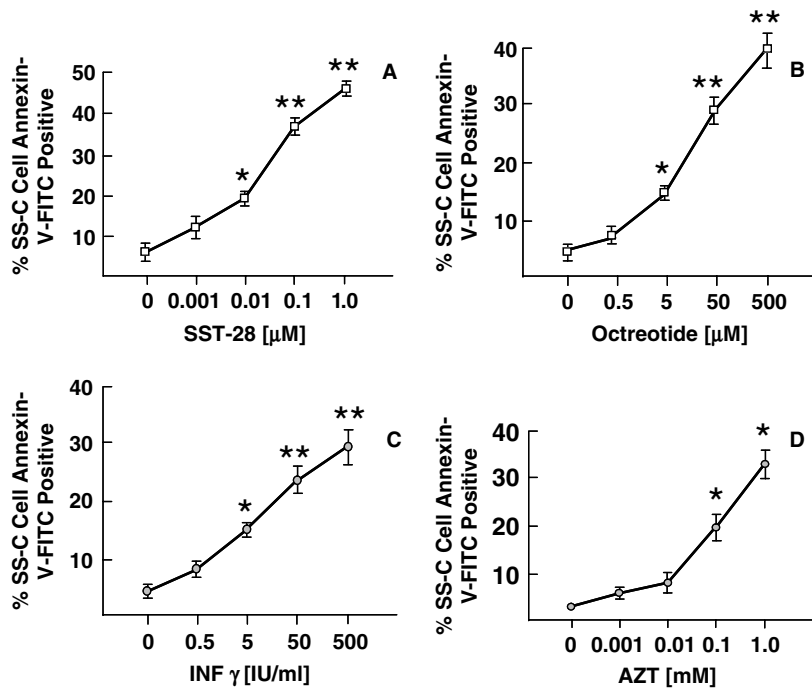 A
% SS-C Cell Annexin-
V-FITC Positive
50
40
30
20
10
*
**
**
0 0.001 0.01 0.1 1.0
SST-28 [μM]
B
% SS-C Cell Annexin-
V-FITC Positive
40
30
20
10
*
**
**
0 0.5 5 50 500
Octreotide [μM]
C
% SS-C Cell Annexin-
V-FITC Positive
40
30
20
10
*
**
**
0 0.5 5 50 500
INF γ [IU/ml]
D
% SS-C Cell Annexin-
V-FITC Positive
40
30
20
10
*
*
0 0.001 0.01 0.1 1.0
AZT [mM]